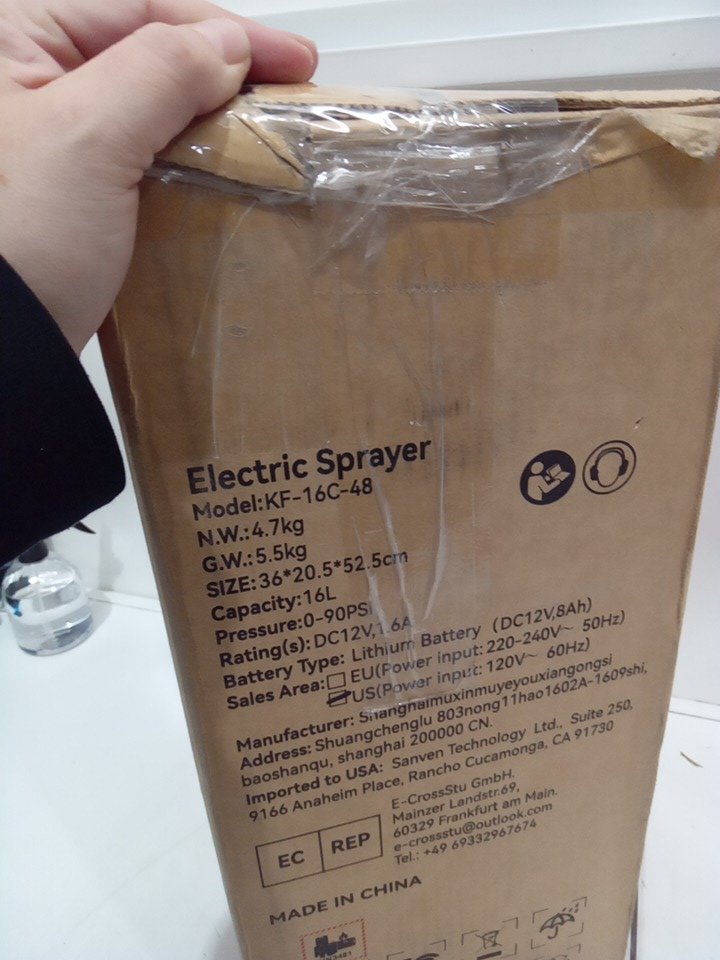 Electric Sprayer
Model:KF-16C-48
N.W.:4.7kg
G.W.:5.5kg
SIZE:36*20.5*52.5cm
Capacity:16L
Pressure:0-90PSI
Rating(s): DC12V,1.6A
Battery Type: Lithium Battery (DC12V,8Ah)
Sales Area: EU(Power input: 220-240V~ 50Hz)
US(Power input: 120V~ 60Hz)
Manufacturer: Shanghaimuxinmuyeyouxiangongsi
Address: Shuangchenglu 803nong11hao1602A-1609shi,
baoshanqu, shanghai 200000 CN.
Imported to USA: Sanven Technology Ltd., Suite 250,
9166 Anaheim Place, Rancho Cucamonga, CA 91730
EC REP
E-CrossStu GmbH.
Mainzer Landstr.69,
60329 Frankfurt am Main.
e-crossstu@outlook.com
Tel.: +49 69332967674
MADE IN CHINA